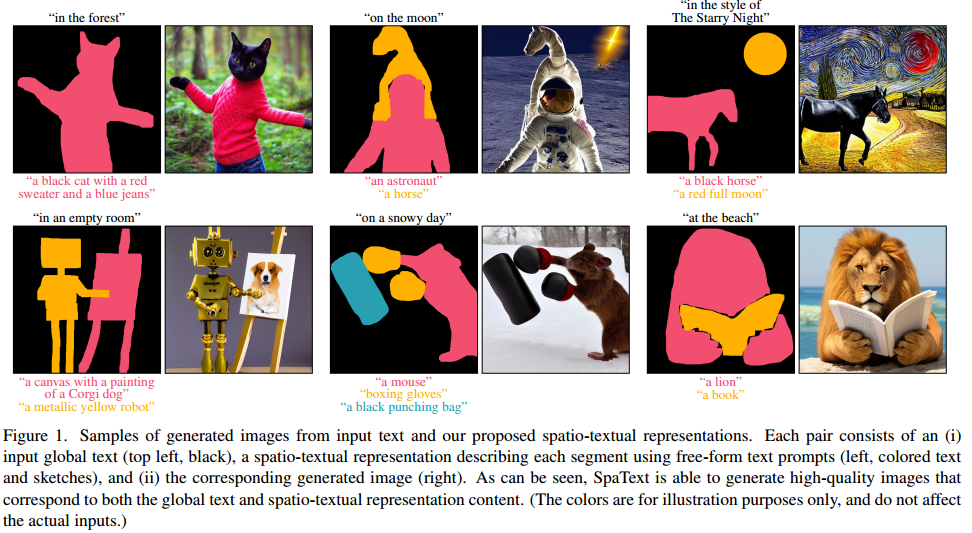 “in the forest”
“on the moon”
“in the style of
The Starry Night”
“a black cat with a red
sweater and a blue jeans”
“an astronaut”
“a horse”
“a black horse”
“a red full moon”
“in an empty room”
“on a snowy day”
“at the beach”
“a canvas with a painting
of a Corgi dog”
“a metallic yellow robot”
“a mouse”
“boxing gloves”
“a black punching bag”
“a lion”
“a book”
Figure 1. Samples of generated images from input text and our proposed spatio-textual representations. Each pair consists of an (i)
input global text (top left, black), a spatio-textual representation describing each segment using free-form text prompts (left, colored text
and sketches), and (ii) the corresponding generated image (right). As can be seen, SpaText is able to generate high-quality images that
correspond to both the global text and spatio-textual representation content. (The colors are for illustration purposes only, and do not affect
the actual inputs.)